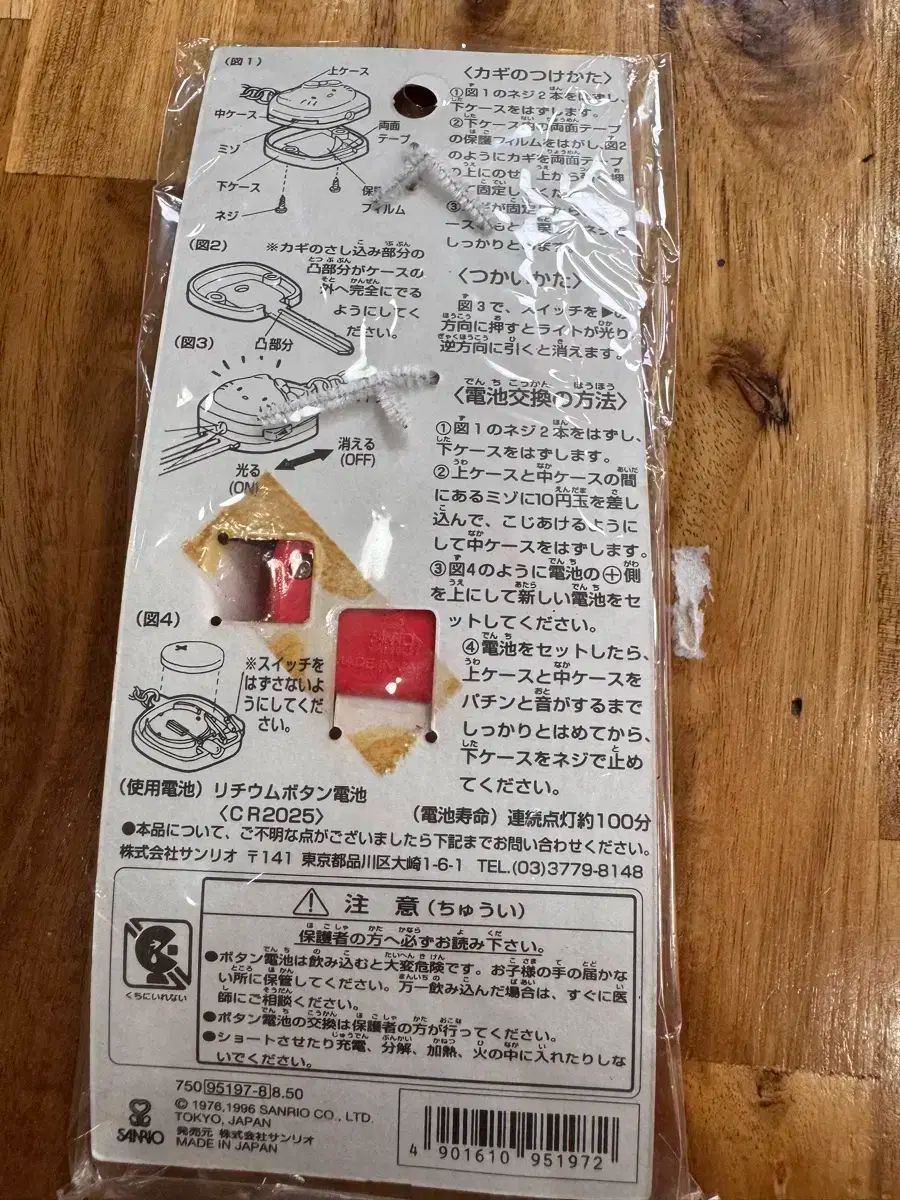 (図1)
上ケース
中ケース
ミゾ
両面
テープ
下ケース
ネジ
フィルム
〈カギのつけかた〉
①図1のネジ2本をはずし、
下ケースをはずします。
②下ケース内の両面テープ
の保護フィルムをはがし、図2
のようにカギを両面テープ
の上にのせ、上から
固定し
しっかりと
(図2)
※カギのさし込み部分の
凸部分がケースの
外へ完全にでる
ようにしてく
ださい。
凸部分
〈つかいかた〉
図3で、スイッチを▶の
方向に押すとライトが光り
逆方向に引くと消えます。
(図3)
消える
(OFF)
光る
(ON)
〈電池交換の方法〉
①図1のネジ2本をはずし、
下ケースをはずします。
②上ケースと中ケースの間
にあるミゾに10円玉を差し
込んで、こじあけるように
して中ケースをはずします。
③図4のように電池の⊕側
を上にして新しい電池をセ
ットしてください。
④電池をセットしたら、
上ケースと中ケースを
パチンと音がするまで
しっかりとはめてから、
下ケースをネジで止め
てください。
(図4)
※スイッチを
はずさないよ
うにしてくだ
さい。
(使用電池) リチウムボタン電池
〈CR2025〉
(電池寿命) 連続点灯約100分
●本品について、ご不明な点がございましたら下記までお問い合わせください。
株式会社サンリオ 〒141 東京都品川区大崎1-6-1 TEL.(03)3779-8148
⚠ 注 意 (ちゅうい)
保護者の方へ必ずお読み下さい。
●ボタン電池は飲み込むと大変危険です。お子様の手の届かな
い所に保管してください。万一飲み込んだ場合は、すぐに医
師にご相談ください。
●ボタン電池の交換は保護者の方が行ってください。
●ショートさせたり充電、分解、加熱、火の中に入れたりしな
いでください。
くちにいれない
750 95197-8 8.50
© 1976,1996 SANRIO CO., LTD.
TOKYO, JAPAN
発売元 株式会社サンリオ
MADE IN JAPAN
SANRIO
4 901610 951972